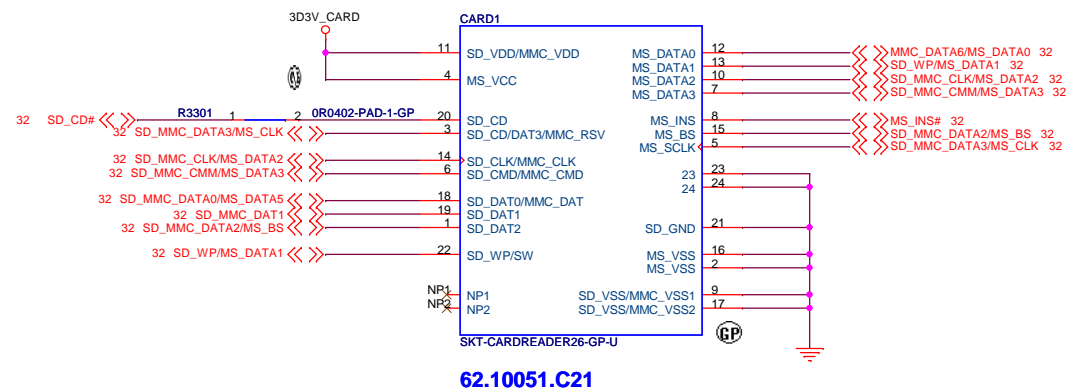 3D3V_CARD
CARD1
11 SD_VDD/MMC_VDD
4 MS_VCC
32 SD_CD# R3301 1 2 0R0402-PAD-1-GP 20 SD_CD
32 SD_MMC_DATA3/MS_CLK 3 SD_CD/DAT3/MMC_RSV
32 SD_MMC_CLK/MS_DATA2 14 SD_CLK/MMC_CLK
32 SD_MMC_CMM/MS_DATA3 6 SD_CMD/MMC_CMD
32 SD_MMC_DATA0/MS_DATA5 18 SD_DAT0/MMC_DAT
32 SD_MMC_DAT1 19 SD_DAT1
32 SD_MMC_DATA2/MS_BS 1 SD_DAT2
32 SD_WP/MS_DATA1 22 SD_WP/SW
NP1 NP1
NP2 NP2
MS_DATA0 12 MMC_DATA6/MS_DATA0 32
MS_DATA1 13 SD_WP/MS_DATA1 32
MS_DATA2 10 SD_MMC_CLK/MS_DATA2 32
MS_DATA3 7 SD_MMC_CMM/MS_DATA3 32
MS_INS 8 MS_INS# 32
MS_BS 15 SD_MMC_DATA2/MS_BS 32
MS_SCLK 5 SD_MMC_DATA3/MS_CLK 32
23 23
24 24
SD_GND 21
MS_VSS 16
MS_VSS 2
SD_VSS/MMC_VSS1 9
SD_VSS/MMC_VSS2 17
GP
SKT-CARDREADER26-GP-U
62.10051.C21